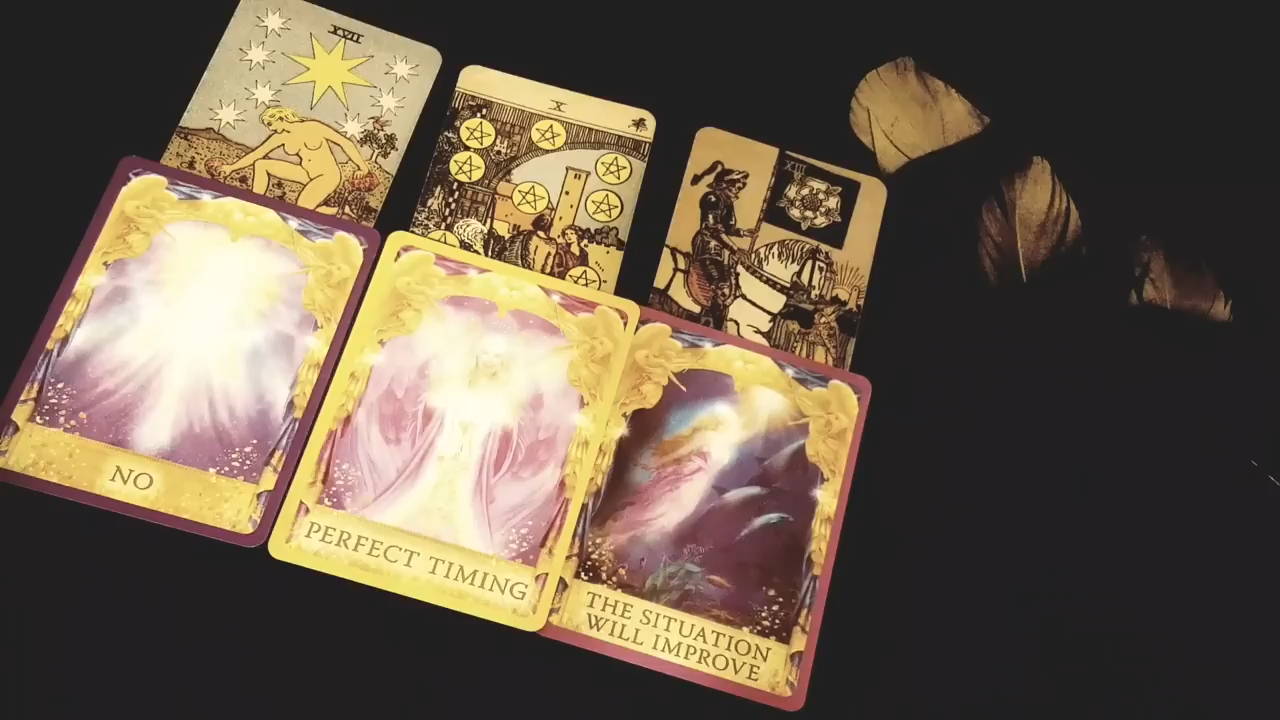 XVII
X
XIII
NO
PERFECT TIMING
THE SITUATION
WILL IMPROVE